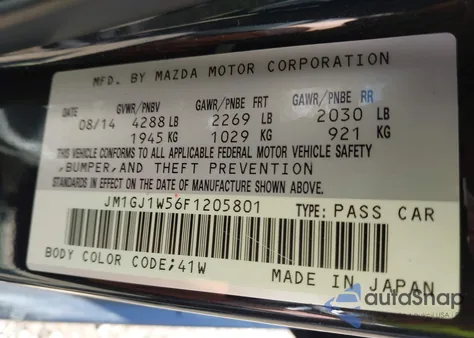 MFD. BY MAZDA MOTOR CORPORATION
DATE GVWR/PNBV GAWR/PNBE FRT GAWR/PNBE RR
08/14 4288 LB 2269 LB 2030 LB
1945 KG 1029 KG 921 KG
THIS VEHICLE CONFORMS TO ALL APPLICABLE FEDERAL MOTOR VEHICLE SAFETY
,BUMPER,AND THEFT PREVENTION
STANDARDS IN EFFECT ON THE DATE OF MANUFACTURE SHOWN ABOVE.
JM1GJ1W56F1205801 TYPE: PASS CAR
BODY COLOR CODE;41W
MADE IN JAPAN
autoSnap